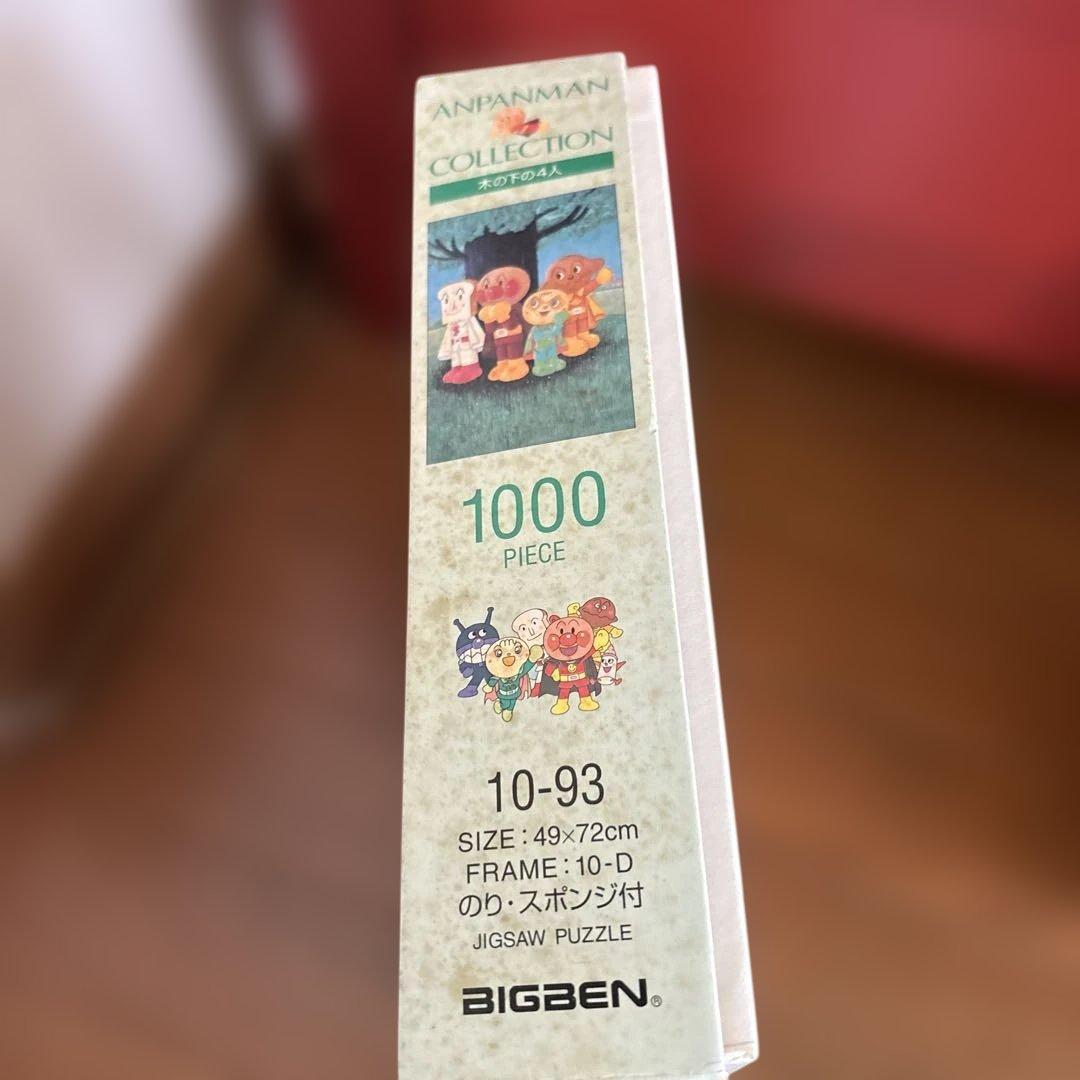 ANPANMAN
COLLECTION
木の下の4人
1000
PIECE
10-93
SIZE:49×72cm
FRAME:10-D
のり・スポンジ付
JIGSAW PUZZLE
BIGBEN®